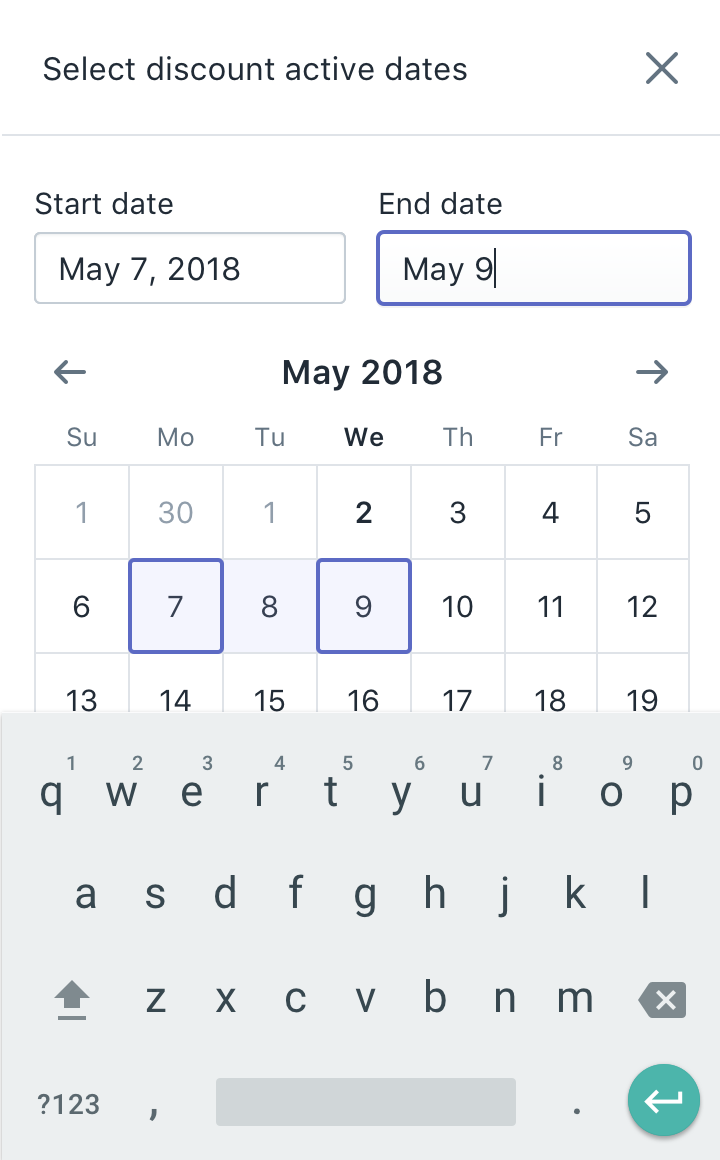 Select discount active dates
Start date End date
May 7, 2018 May 9
May 2018
Su Mo Tu We Th Fr Sa
1 30 1 2 3 4 5
6 7 8 9 10 11 12
13 14 15 16 17 18 19
1 2 3 4 5 6 7 8 9 0
q w e r t y u i o p
a s d f g h j k l
z x c v b n m
?123 , .